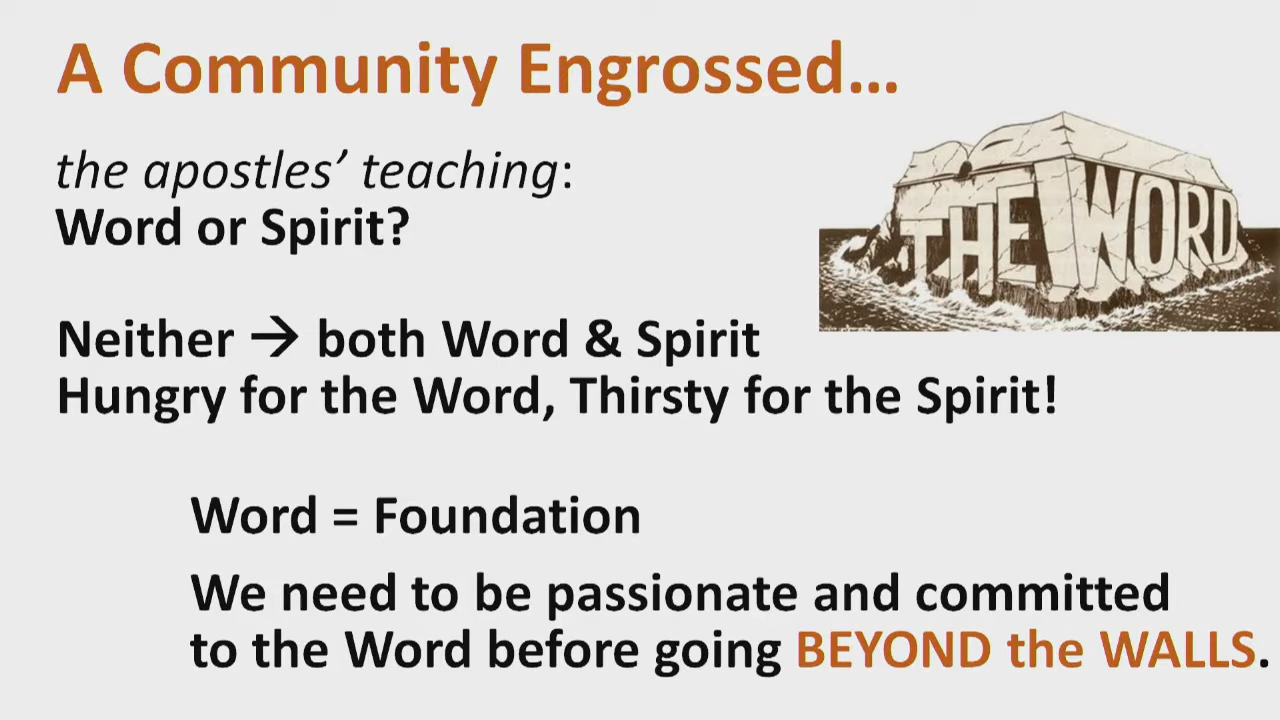 A Community Engrossed…
the apostles’ teaching:
Word or Spirit?
THE WORD
Neither → both Word & Spirit
Hungry for the Word, Thirsty for the Spirit!
Word = Foundation
We need to be passionate and committed
to the Word before going BEYOND the WALLS.